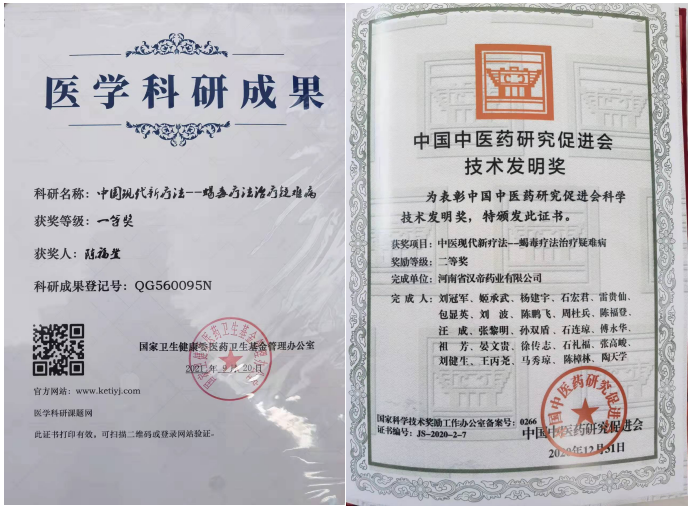 医学科研成果
科研名称：中国现代新疗法--蝎毒疗法治疗疑难病
获奖等级：一等奖
获奖人：陈福堂
科研成果登记号：QG560095N
国家卫生健康委医药卫生基金管理办公室
2021年9月20日
官方网站：www.ketiyj.com
医学科研课题网
此证书打印有效，可扫描二维码或登录网站验证。
中国中医药研究促进会
技术发明奖
为表彰中国中医药研究促进会科学
技术发明奖，特颁发此证书。
获奖项目：中医现代新疗法--蝎毒疗法治疗疑难病
奖励等级：二等奖
完成单位：河南省汉帝药业有限公司
完成人：刘冠军、姬承武、杨建宇、石宏君、雷贵仙、
包显英、刘波、陈鹏飞、周杜兵、陈福登、
汪成、张黎明、孙双盾、石连琼、傅永华、
祖芳、晏文贵、徐传志、石礼福、张高峻、
刘健生、王丙尧、马秀琼、陈樟林、陶天学
国家科学技术奖励工作办公室备案号：0266
证书编号：JS-2020-2-7
中国中医药研究促进会
2020年12月31日